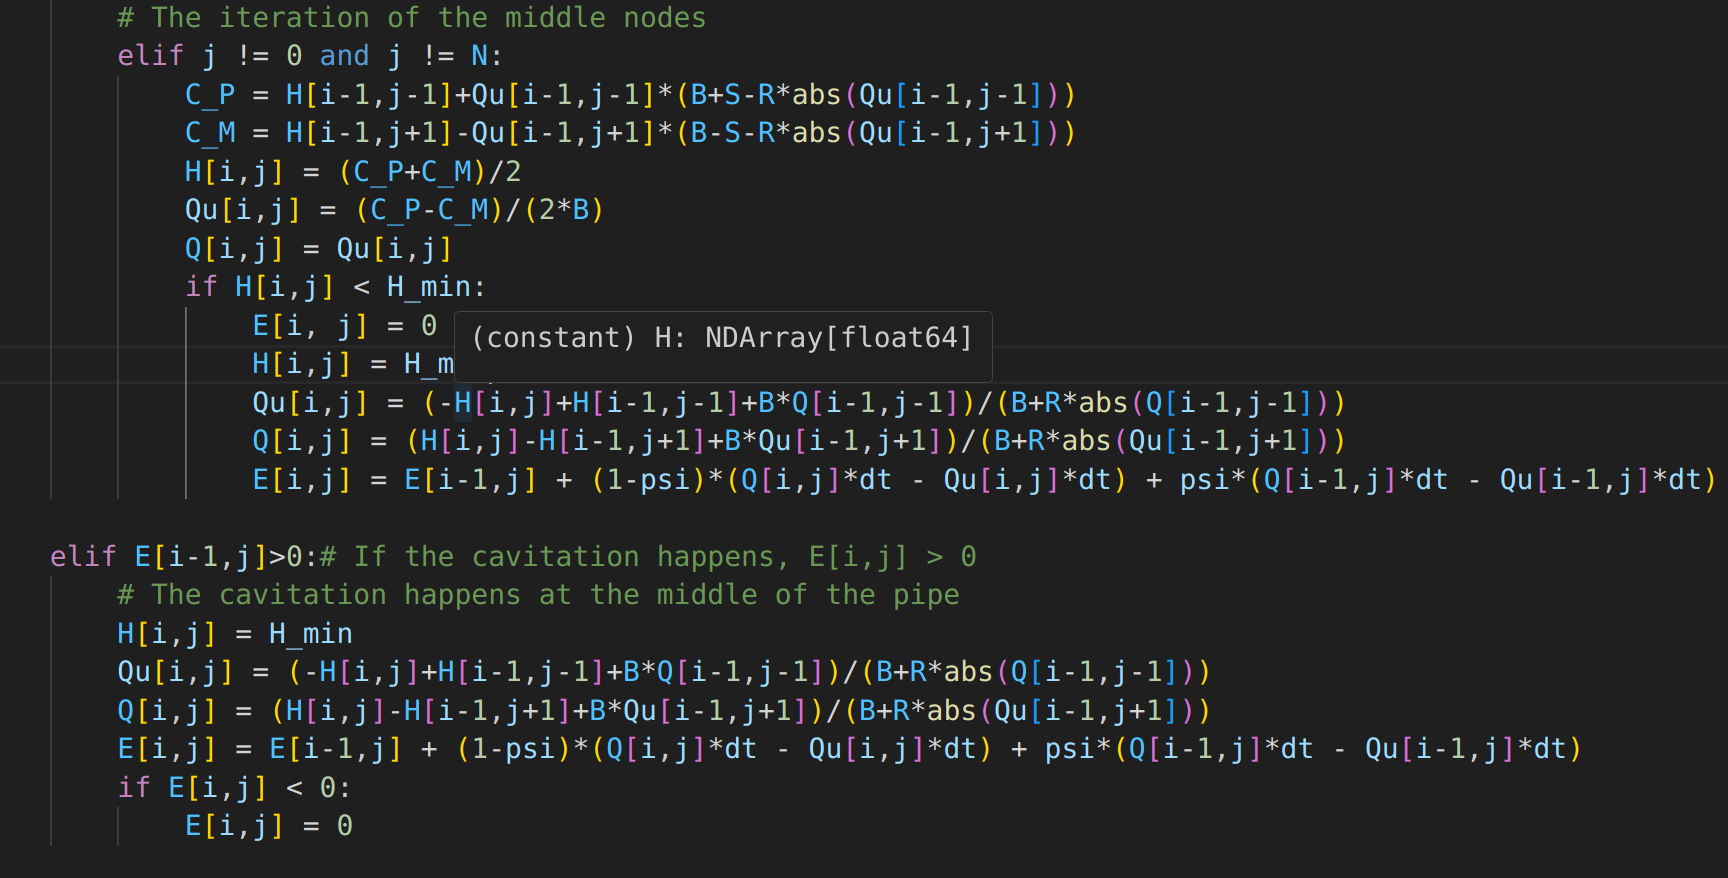 # The iteration of the middle nodes
elif j != 0 and j != N:
C_P = H[i-1,j-1]+Qu[i-1,j-1]*(B+S-R*abs(Qu[i-1,j-1]))
C_M = H[i-1,j+1]-Qu[i-1,j+1]*(B-S-R*abs(Qu[i-1,j+1]))
H[i,j] = (C_P+C_M)/2
Qu[i,j] = (C_P-C_M)/(2*B)
Q[i,j] = Qu[i,j]
if H[i,j] < H_min:
E[i, j] = 0
(constant) H: NDArray[float64]
H[i,j] = H_m
Qu[i,j] = (-H[i,j]+H[i-1,j-1]+B*Q[i-1,j-1])/(B+R*abs(Q[i-1,j-1]))
Q[i,j] = (H[i,j]-H[i-1,j+1]+B*Qu[i-1,j+1])/(B+R*abs(Qu[i-1,j+1]))
E[i,j] = E[i-1,j] + (1-psi)*(Q[i,j]*dt - Qu[i,j]*dt) + psi*(Q[i-1,j]*dt - Qu[i-1,j]*dt)
elif E[i-1,j]>0:# If the cavitation happens, E[i,j] > 0
# The cavitation happens at the middle of the pipe
H[i,j] = H_min
Qu[i,j] = (-H[i,j]+H[i-1,j-1]+B*Q[i-1,j-1])/(B+R*abs(Q[i-1,j-1]))
Q[i,j] = (H[i,j]-H[i-1,j+1]+B*Qu[i-1,j+1])/(B+R*abs(Qu[i-1,j+1]))
E[i,j] = E[i-1,j] + (1-psi)*(Q[i,j]*dt - Qu[i,j]*dt) + psi*(Q[i-1,j]*dt - Qu[i-1,j]*dt)
if E[i,j] < 0:
E[i,j] = 0